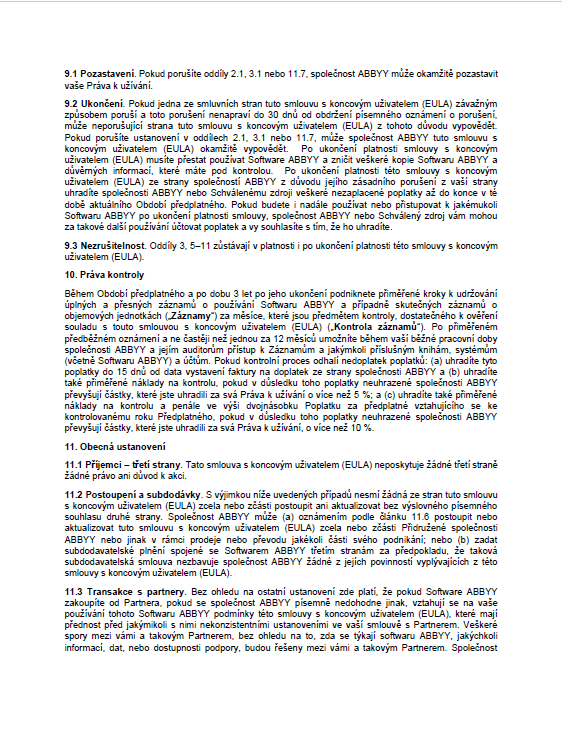 9.1 Pozastavení. Pokud porušíte oddíly 2.1, 3.1 nebo 11.7, společnost ABBYY může okamžitě pozastavit
vaše Práva k užívání.
9.2 Ukončení. Pokud jedna ze smluvních stran tuto smlouvu s koncovým uživatelem (EULA) závažným
způsobem poruší a toto porušení nenapraví do 30 dnů od obdržení písemného oznámení o porušení,
může neporušující strana tuto smlouvu s koncovým uživatelem (EULA) z tohoto důvodu vypovědět.
Pokud porušíte ustanovení v oddílech 2.1, 3.1 nebo 11.7, může společnost ABBYY tuto smlouvu s
koncovým uživatelem (EULA) okamžitě vypovědět. Po ukončení platnosti smlouvy s koncovým
uživatelem (EULA) musíte přestat používat Software ABBYY a zničit veškeré kopie Softwaru ABBYY a
důvěrných informací, které máte pod kontrolou. Po ukončení platnosti této smlouvy s koncovým
uživatelem (EULA) ze strany společností ABBYY z důvodu jejího zásadního porušení z vaší strany
uhradíte společnosti ABBYY nebo Schválenému zdroji veškeré nezaplacené poplatky až do konce v té
době aktuálního Období předplatného. Pokud budete i nadále používat nebo přistupovat k jakémukoli
Softwaru ABBYY po ukončení platnosti smlouvy, společnost ABBYY nebo Schválený zdroj vám mohou
za takové další používání účtovat poplatek a vy souhlasíte s tím, že ho uhradíte.
9.3 Nezrušitelnost. Oddíly 3, 5–11 zůstávají v platnosti i po ukončení platnosti této smlouvy s koncovým
uživatelem (EULA).
10. Práva kontroly
Během Období předplatného a po dobu 3 let po jeho ukončení podniknete přiměřené kroky k udržování
úplných a přesných záznamů o používání Softwaru ABBYY a případně skutečných záznamů o
objemových jednotkách („Záznamy“) za měsíce, které jsou předmětem kontroly, dostatečného k ověření
souladu s touto smlouvou s koncovým uživatelem (EULA) („Kontrola záznamů“). Po přiměřeném
předběžném oznámení a ne častěji než jednou za 12 měsíců umožníte během vaší běžné pracovní doby
společnosti ABBYY a jejím auditorům přístup k Záznamům a jakýmkoli příslušným knihám, systémům
(včetně Softwaru ABBYY) a účtům. Pokud kontrolní proces odhalí nedoplatek poplatků: (a) uhradíte tyto
poplatky do 15 dnů od data vystavení faktury na doplatek ze strany společnosti ABBYY a (b) uhradíte
také přiměřené náklady na kontrolu, pokud v důsledku toho poplatky neuhrazené společnosti ABBYY
převyšují částky, které jste uhradili za svá Práva k užívání o více než 5 %; a (c) uhradíte také přiměřené
náklady na kontrolu a penále ve výši dvojnásobku Poplatku za předplatné vztahujícího se ke
kontrolovanému roku Předplatného, pokud v důsledku toho poplatky neuhrazené společnosti ABBYY
převyšují částky, které jste uhradili za svá Práva k užívání, o více než 10 %.
11. Obecná ustanovení
11.1 Příjemci – třetí strany. Tato smlouva s koncovým uživatelem (EULA) neposkytuje žádné třetí straně
žádné právo ani důvod k akci.
11.2 Postoupení a subdodávky. S výjimkou níže uvedených případů nesmí žádná ze stran tuto smlouvu
s koncovým uživatelem (EULA) zcela nebo zčásti postoupit ani aktualizovat bez výslovného písemného
souhlasu druhé strany. Společnost ABBYY může (a) oznámením podle článku 11.6 postoupit nebo
aktualizovat tuto smlouvu s koncovým uživatelem (EULA) zcela nebo zčásti Přidružené společnosti
ABBYY nebo jinak v rámci prodeje nebo převodu jakékoli části svého podnikání; nebo (b) zadat
subdodavatelské plnění spojené se Softwarem ABBYY třetím stranám za předpokladu, že taková
subdodavatelská smlouva nezbavuje společnost ABBYY žádné z jejích povinností vyplývajících z této
smlouvy s koncovým uživatelem (EULA).
11.3 Transakce s partnery. Bez ohledu na ostatní ustanovení zde platí, že pokud Software ABBYY
zakoupíte od Partnera, pokud se společnost ABBYY písemně nedohodne jinak, vztahují se na vaše
používání tohoto Softwaru ABBYY podmínky této smlouvy s koncovým uživatelem (EULA), které mají
přednost před jakýmikoli s nimi nekonzistentními ustanoveními ve vaší smlouvě s Partnerem. Veškeré
spory mezi vámi a takovým Partnerem, bez ohledu na to, zda se týkají softwaru ABBYY, jakýchkoli
informací, dat, nebo dostupnosti podpory, budou řešeny mezi vámi a takovým Partnerem. Společnost